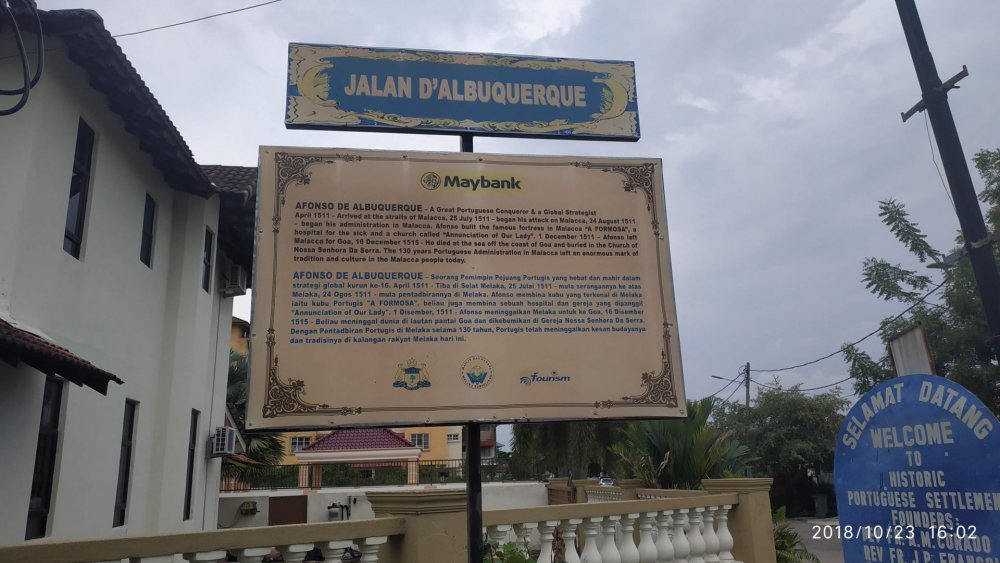 JALAN D'ALBUQUERQUE
Maybank
AFONSO DE ALBUQUERQUE - A Great Portuguese Conqueror & a Global Strategist
April 1511 - Arrived at the straits of Malacca, 25 July 1511 - began his attack on Malacca, 24 August 1511
- began his administration in Malacca. Afonso built the famous fortress in Malacca "A FORMOSA", a
hospital for the sick and a church called "Annunciation of Our Lady". 1 December 1511 - Afonso left
Malacca for Goa, 16 December 1515 - He died at the sea off the coast of Goa and buried in the Church of
Nossa Senhora Da Serra. The 130 years Portuguese Administration in Malacca left an enormous mark of
tradition and culture in the Malacca people today.
AFONSO DE ALBUQUERQUE - Seorang Pemimpin Pejuang Portugis yang hebat dan mahir dalam
strategi global kurun ke-16. April 1511 - Tiba di Selat Melaka, 25 Julai 1511 - mula serangannya ke atas
Melaka, 24 Ogos 1511 - mula pentadbirannya di Melaka. Afonso membina kubu yang terkenal di Melaka
iaitu kubu Portugis "A FORMOSA", beliau juga membina sebuah hospital dan gereja yang dipanggil
"Annunciation of Our Lady". 1 Disember, 1511 - Afonso meninggalkan Melaka untuk ke Goa, 16 Disember
1515 - Beliau meninggal dunia di lautan pantai Goa dan dikebumikan di Gereja Nossa Senhora Da Serra.
Dengan Pentadbiran Portugis di Melaka selama 130 tahun, Portugis telah meninggalkan kesan budayanya
dan tradisinya di kalangan rakyat Melaka hari ini.
Tourism
SELAMAT DATANG
WELCOME
TO
HISTORIC
PORTUGUESE SETTLEMEN
FOUNDERS:
FR. A.M. CORADO
REV FR. J.P. FRANCOI
2018/10/23 16:02